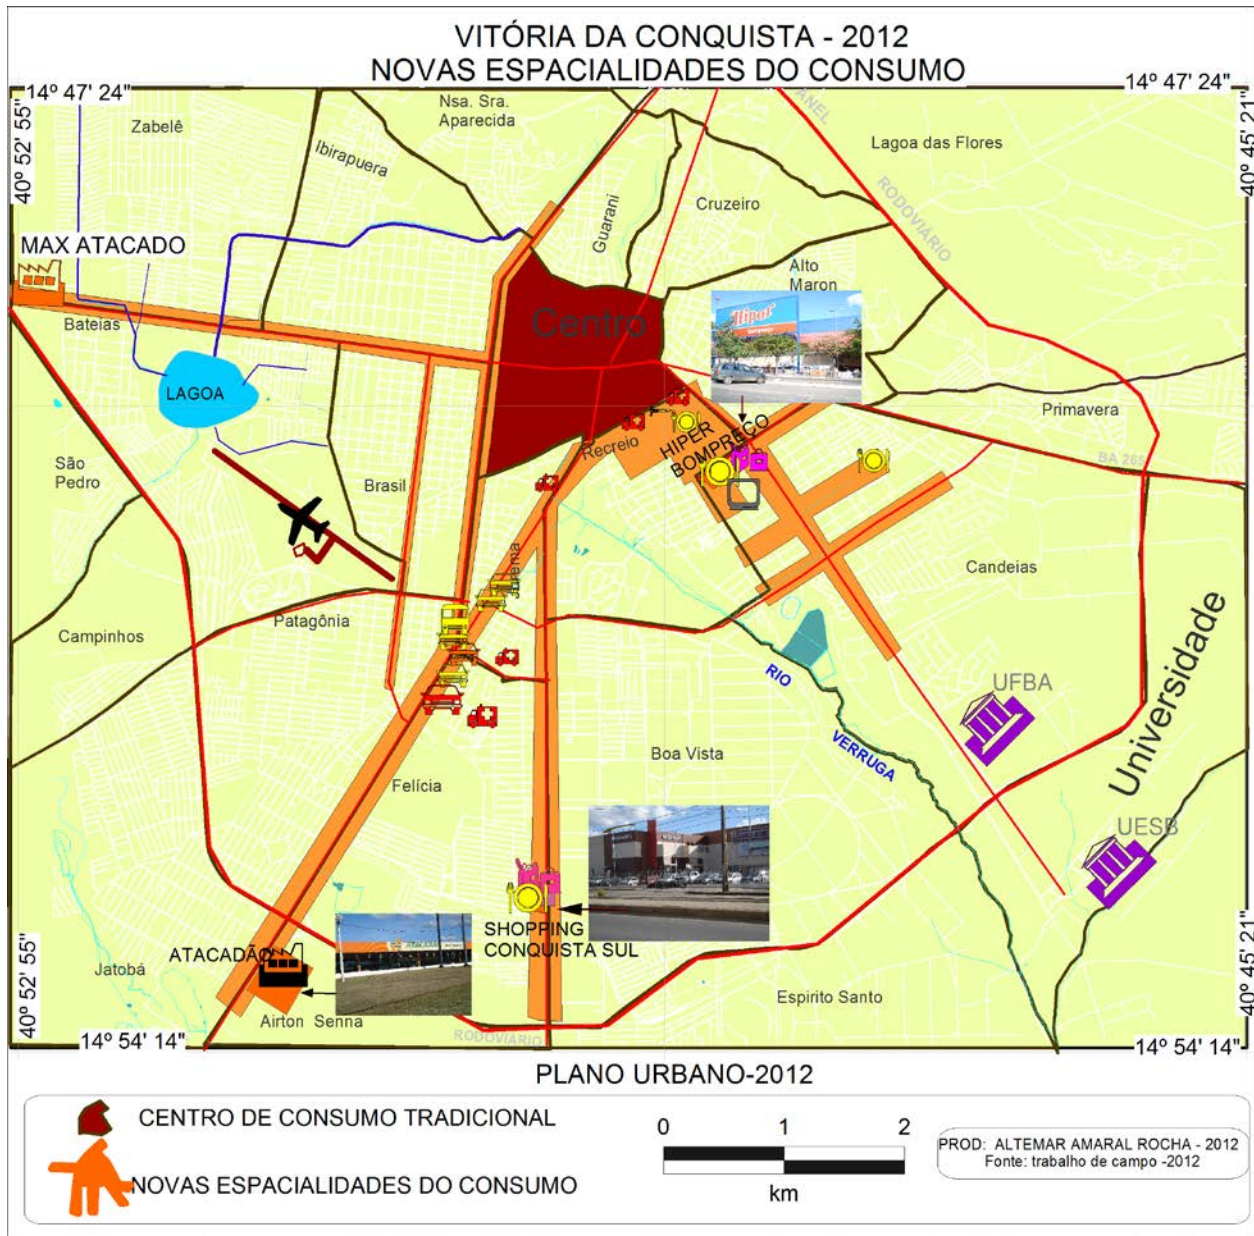 VITÓRIA DA CONQUISTA - 2012
NOVAS ESPACIALIDADES DO CONSUMO
14º 47' 24"
14º 47' 24"
40º 52' 55"
40º 45' 21"
Nsa. Sra.
Aparecida
Zabelê
Ibirapuera
ANEL
Lagoa das Flores
RODOVIÁRIO
Guarani
Cruzeiro
MAX ATACADO
Alto
Maron
Hiper
Centro
Bateias
LAGOA
Primavera
HIPER
BOMPREÇO
Recreio
BA 265
São
Pedro
Brasil
Jurema
Candeias
Patagônia
Campinhos
Universidade
RIO
UFBA
VERRUGA
Boa Vista
Felícia
UESB
SHOPPING
CONQUISTA SUL
ATACADÃO
ATACADÃO
Jatobá
Espirito Santo
Airton Senna
RODOVIÁRIO
40º 52' 55"
40º 45' 21"
14º 54' 14"
14º 54' 14"
PLANO URBANO-2012
CENTRO DE CONSUMO TRADICIONAL
NOVAS ESPACIALIDADES DO CONSUMO
0 1 2
km
PROD: ALTEMAR AMARAL ROCHA - 2012
Fonte: trabalho de campo -2012